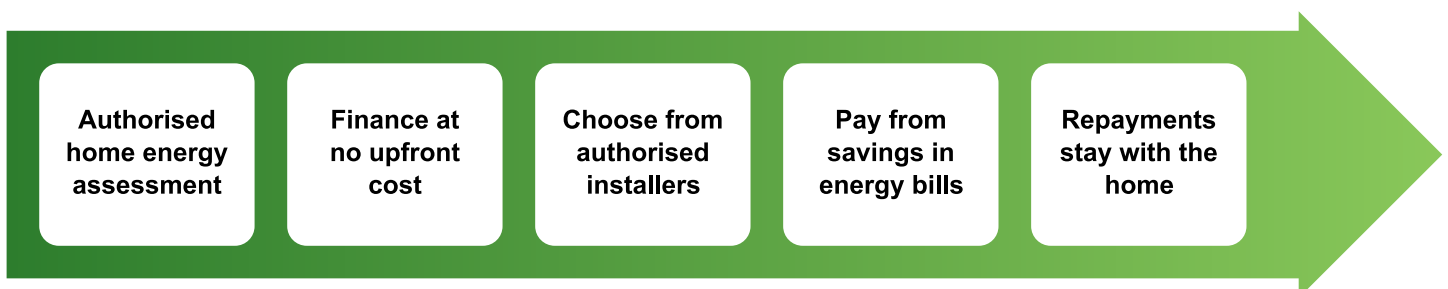 Authorised
home energy
assessment
Finance at
no upfront
cost
Choose from
authorised
installers
Pay from
savings in
energy bills
Repayments
stay with the
home